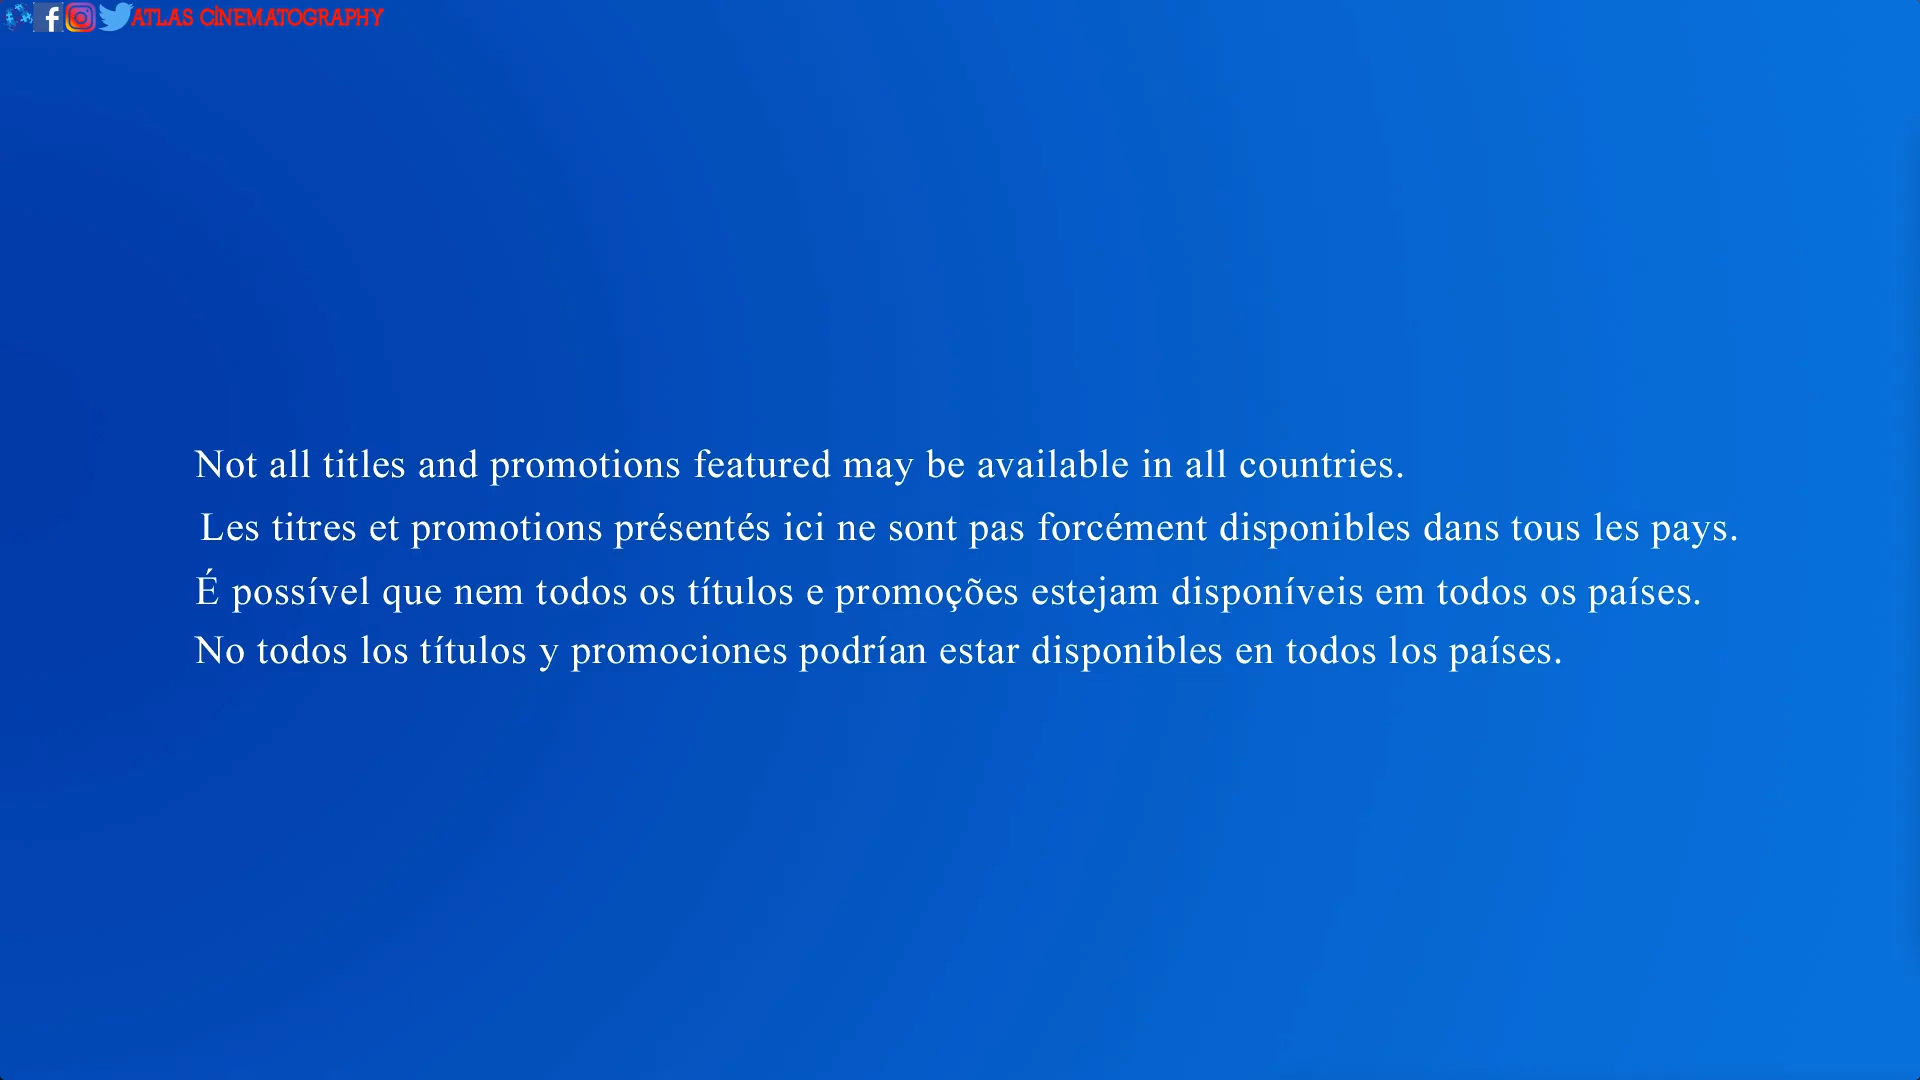 ATLAS CİNEMATOGRAPHY
Not all titles and promotions featured may be available in all countries.
Les titres et promotions présentés ici ne sont pas forcément disponibles dans tous les pays.
É possível que nem todos os títulos e promoções estejam disponíveis em todos os países.
No todos los títulos y promociones podrían estar disponibles en todos los países.